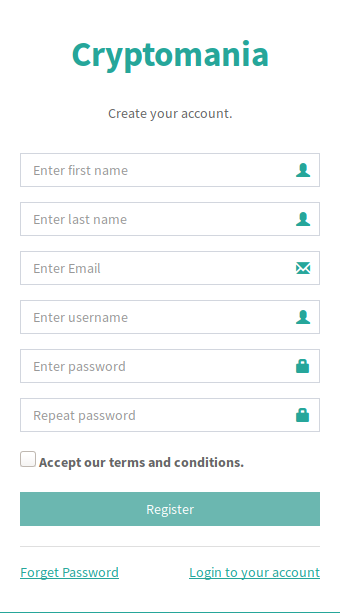 Cryptomania
Create your account.
Enter first name
Enter last name
Enter Email
Enter username
Enter password
Repeat password
Accept our terms and conditions.
Register
Forget Password Login to your account